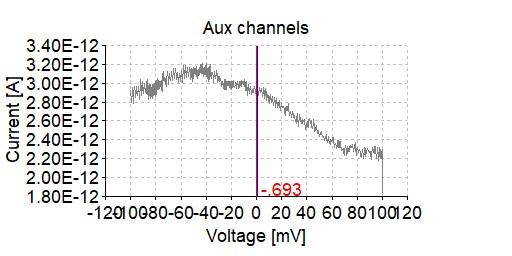 Aux channels
3.40E-12
3.20E-12
3.00E-12
2.80E-12
2.60E-12
2.40E-12
2.20E-12
2.00E-12
1.80E-12
Current [A]
-.693
-120 -100 -80 -60 -40 -20 0 20 40 60 80 100 120
Voltage [mV]